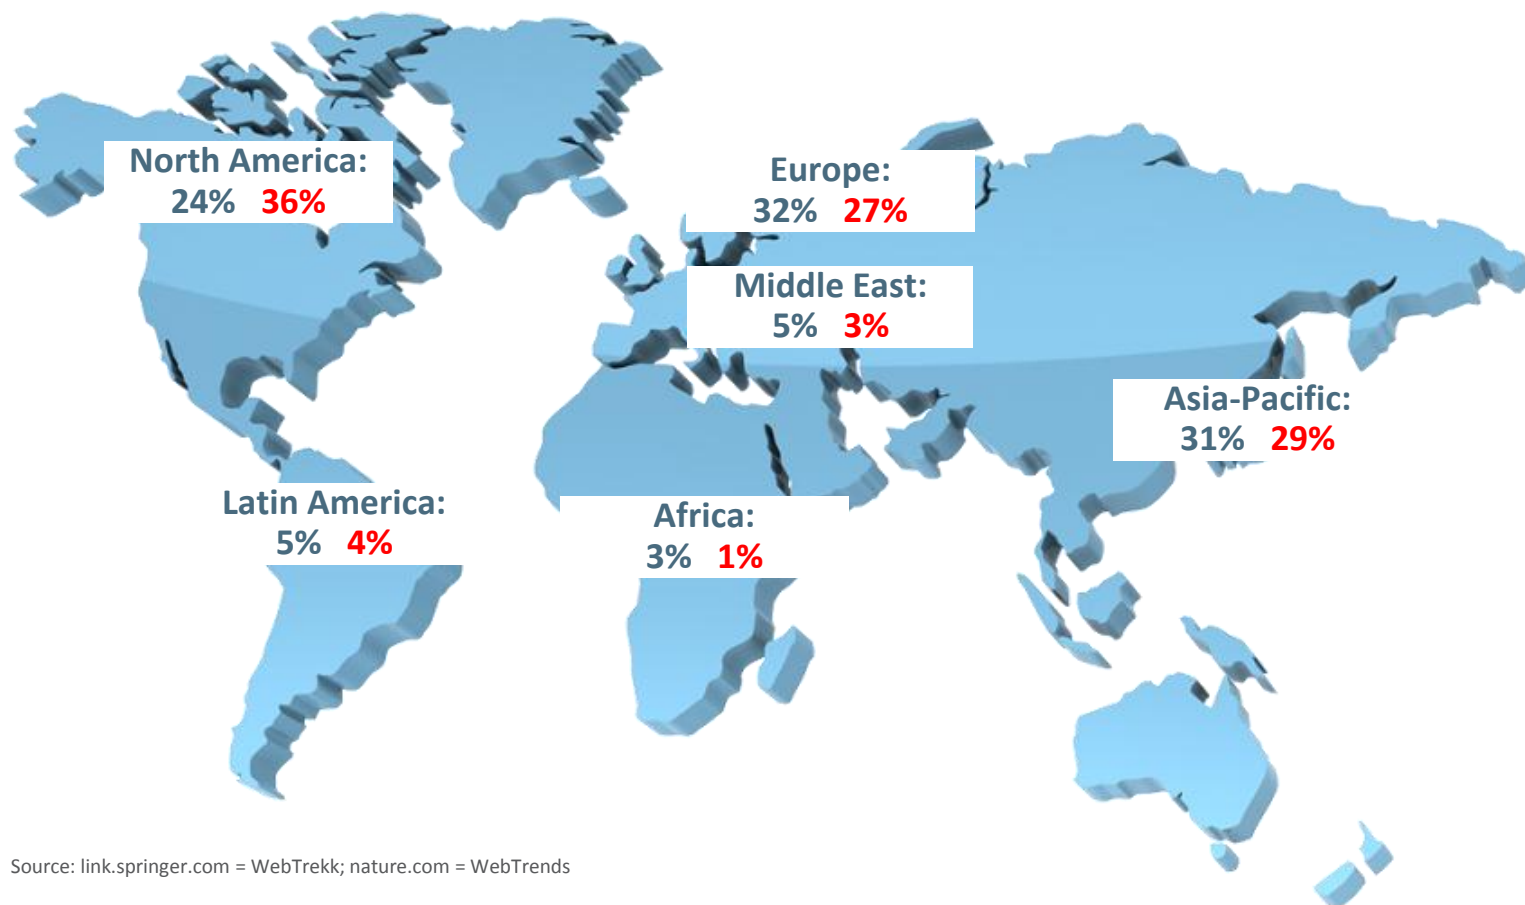 North America:
24% 36%
Europe:
32% 27%
Middle East:
5% 3%
Asia-Pacific:
31% 29%
Latin America:
5% 4%
Africa:
3% 1%
Source: link.springer.com = WebTrekk; nature.com = WebTrends